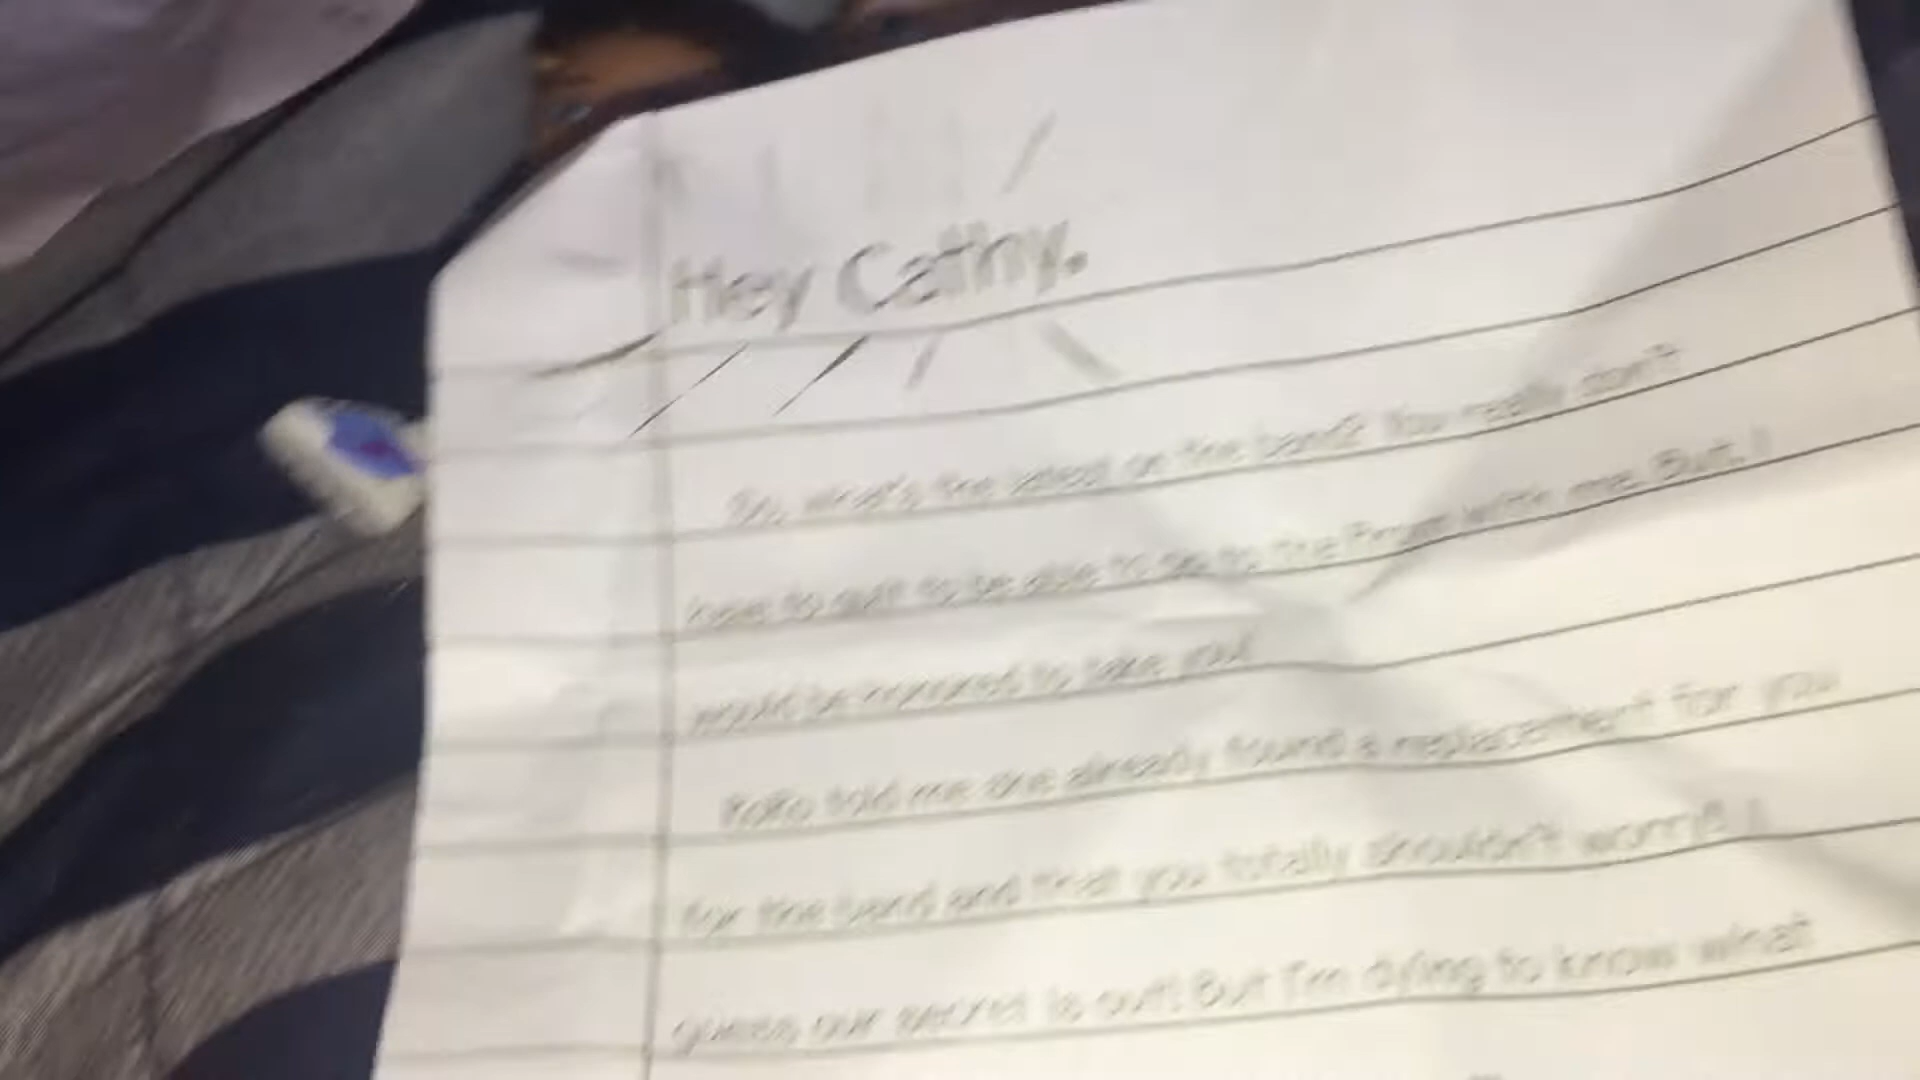 Hey Cathy,
So, what's the latest on the band? You really don't
have to quit to be able to go to the Prom with me. But, I
would be honored to take you!
told me she already found a replacement for you
for the band and that you totally shouldn't worry!! I
guess our secret is out! But I'm dying to know what